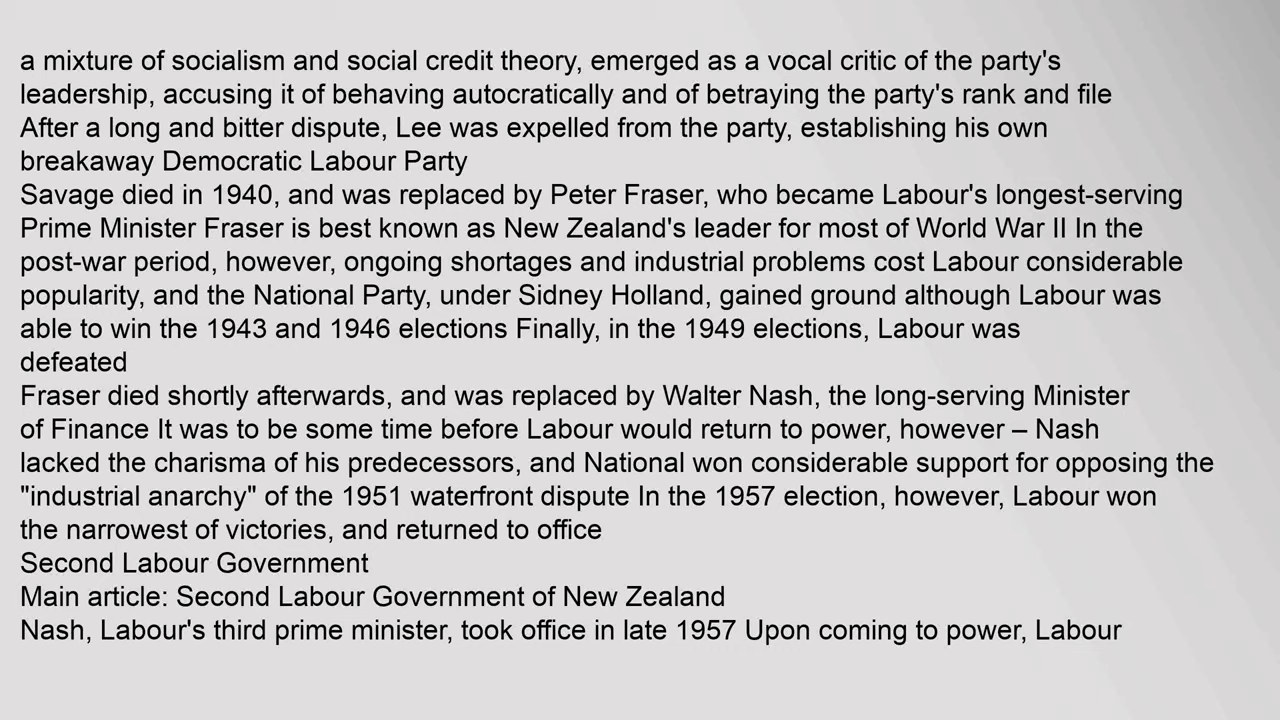 a mixture of socialism and social credit theory, emerged as a vocal critic of the party's
leadership, accusing it of behaving autocratically and of betraying the party's rank and file
After a long and bitter dispute, Lee was expelled from the party, establishing his own
breakaway Democratic Labour Party
Savage died in 1940, and was replaced by Peter Fraser, who became Labour's longest-serving
Prime Minister Fraser is best known as New Zealand's leader for most of World War II In the
post-war period, however, ongoing shortages and industrial problems cost Labour considerable
popularity, and the National Party, under Sidney Holland, gained ground although Labour was
able to win the 1943 and 1946 elections Finally, in the 1949 elections, Labour was
defeated
Fraser died shortly afterwards, and was replaced by Walter Nash, the long-serving Minister
of Finance It was to be some time before Labour would return to power, however – Nash
lacked the charisma of his predecessors, and National won considerable support for opposing the
"industrial anarchy" of the 1951 waterfront dispute In the 1957 election, however, Labour won
the narrowest of victories, and returned to office
Second Labour Government
Main article: Second Labour Government of New Zealand
Nash, Labour's third prime minister, took office in late 1957 Upon coming to power, Labour